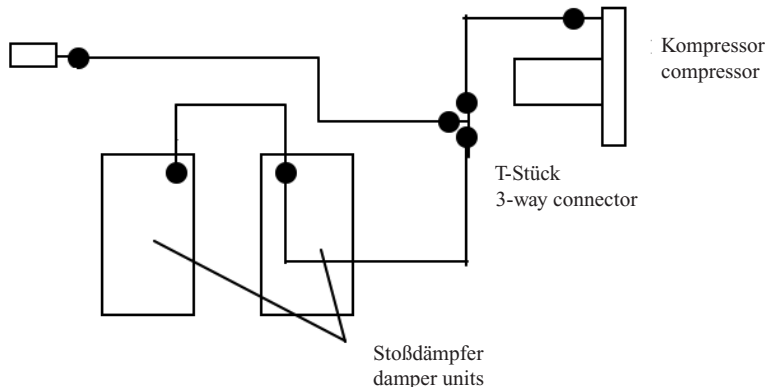 Kompressor
compressor
T-Stück
3-way connector
Stoßdämpfer
damper units